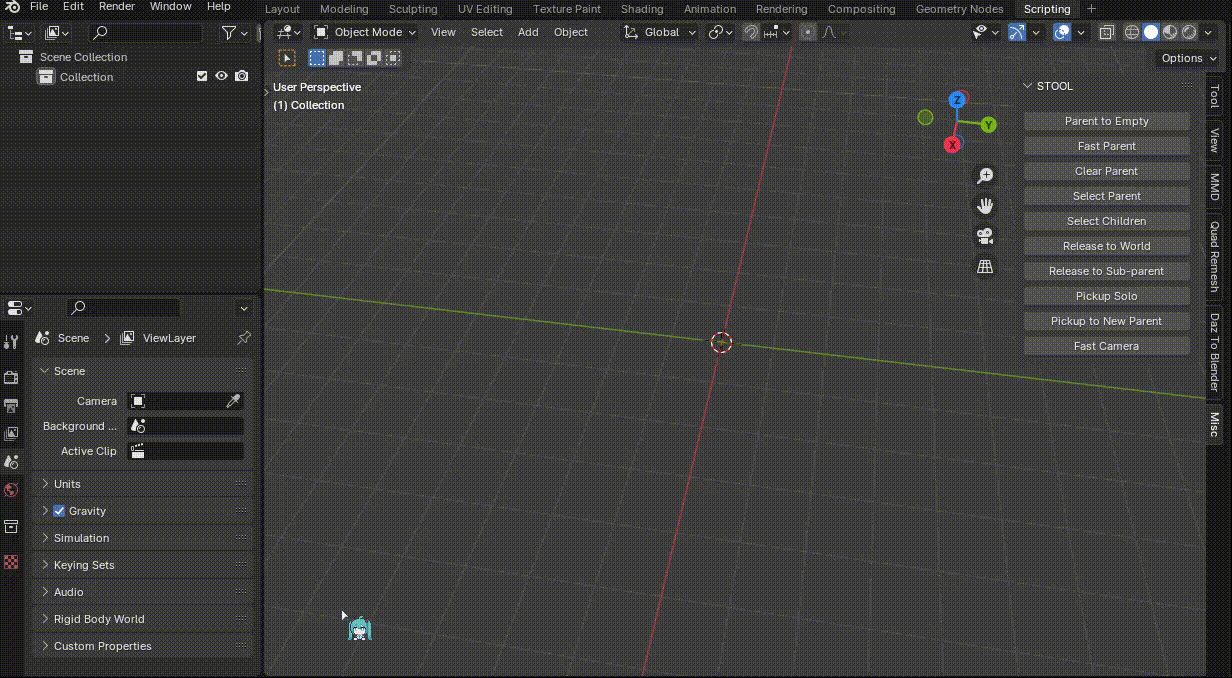 File Edit Render Window Help
Layout Modeling Sculpting UV Editing Texture Paint Shading Animation Rendering Compositing Geometry Nodes Scripting +
Object Mode View Select Add Object Global
Options
Scene Collection
Collection
User Perspective
(1) Collection
Z
Y
X
STOOL
Parent to Empty
Fast Parent
Clear Parent
Select Parent
Select Children
Release to World
Release to Sub-parent
Pickup Solo
Pickup to New Parent
Fast Camera
Tool
View
MMD
Quad Remesh
Daz To Blender
Misc
Scene ViewLayer
Scene
Camera
Background ...
Active Clip
Units
Gravity
Simulation
Keying Sets
Audio
Rigid Body World
Custom Properties